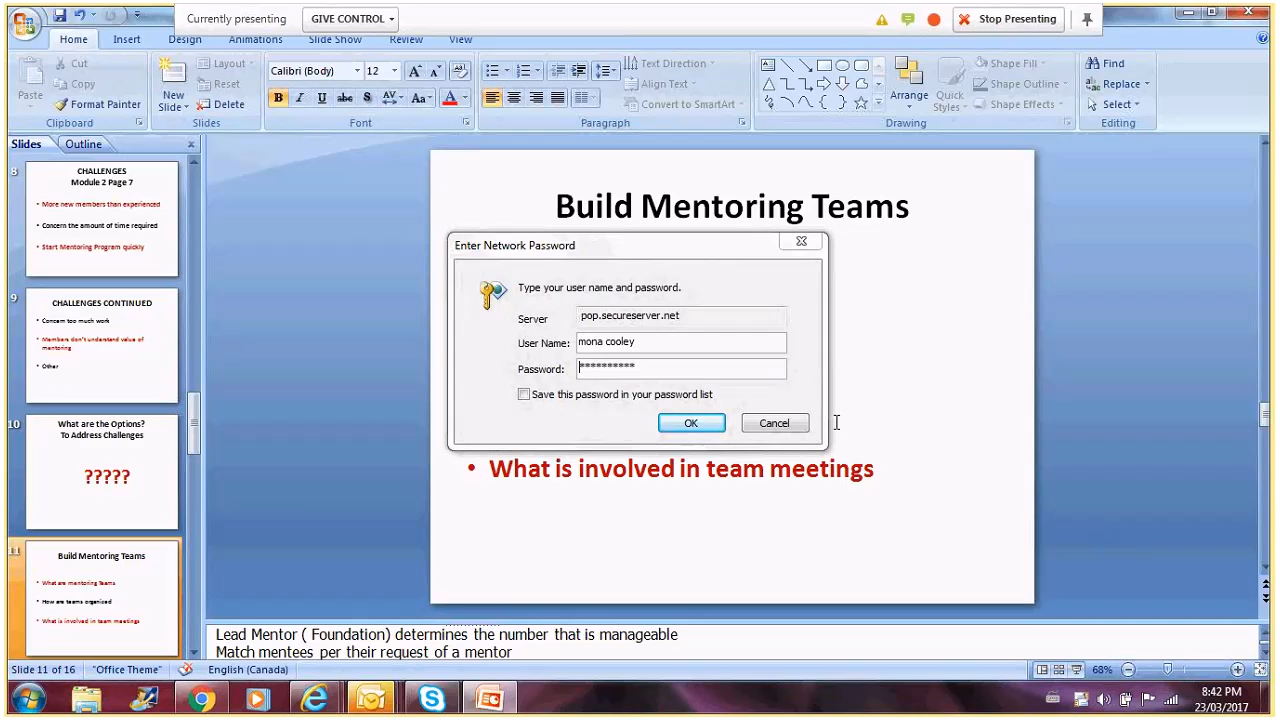 Currently presenting
GIVE CONTROL
Stop Presenting
Home Insert Design Animations Slide Show Review View
Paste
Cut
Copy
Format Painter
Clipboard
New Slide
Layout
Reset
Delete
Slides
Calibri (Body) 12
B I U abe S AV Aa A
Font
Text Direction
Align Text
Convert to SmartArt
Paragraph
Arrange
Quick Styles
Shape Fill
Shape Outline
Shape Effects
Drawing
Find
Replace
Select
Editing
Slides Outline
8
CHALLENGES
Module 2 Page 7
• More new members than experienced
• Concern the amount of time required
• Start Mentoring Program quickly
9
CHALLENGES CONTINUED
• Concern too much work
• Members don't understand value of
mentoring
• Other
10
What are the Options?
To Address Challenges
?????
11
Build Mentoring Teams
• What are mentoring Teams
• How are teams organized
• What is involved in team meetings
Build Mentoring Teams
Enter Network Password
Type your user name and password.
Server pop.secureserver.net
User Name: mona cooley
Password: **********
Save this password in your password list
OK Cancel
• What is involved in team meetings
Lead Mentor ( Foundation) determines the number that is manageable
Match mentees per their request of a mentor
Slide 11 of 16 "Office Theme" English (Canada) 68%
8:42 PM
23/03/2017